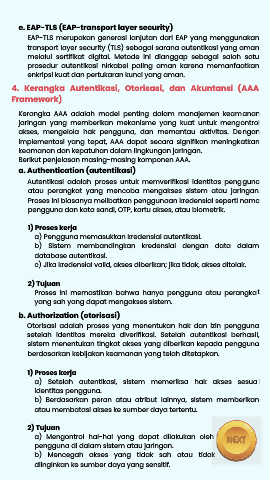 e. EAP-TLS (EAP-transport layer security)
EAP-TLS merupakan generasi lanjutan dari EAP yang menggunakan
transport layer security (TLS) sebagai sarana autentikasi yang aman
melalui sertifikat digital. Metode ini dianggap sebagai salah satu
prosedur autentikasi nirkabel paling aman karena memanfaatkan
enkripsi kuat dan pertukaran kunci yang aman.
4. Kerangka Autentikasi, Otorisasi, dan Akuntansi (AAA
Framework)
Kerangka AAA adalah model penting dalam manajemen keamanan
jaringan yang memberikan mekanisme yang kuat untuk mengontrol
akses, mengelola hak pengguna, dan memantau aktivitas. Dengan
implementasi yang tepat, AAA dapat secara signifikan meningkatkan
keamanan dan kepatuhan dalam lingkungan jaringan.
Berikut penjelasan masing-masing komponen AAA.
a. Authentication (autentikasi)
Autentikasi adalah proses untuk memverifikasi identitas pengguna
atau perangkat yang mencoba mengakses sistem atau jaringan
Proses ini biasanya melibatkan penggunaan kredensial seperti nama
pengguna dan kata sandi, OTP, kartu akses, atau biometrik.
1) Proses kerja
a) Pengguna memasukkan kredensial autentikasi.
b) Sistem membandingkan kredensial dengan data dalam
database autentikasi.
c) Jika kredensial valid, akses diberikan; jika tidak, akses ditolak.
2) Tujuan
Proses ini memastikan bahwa hanya pengguna atau perangkat
yang sah yang dapat mengakses sistem.
b. Authorization (otorisasi)
Otorisasi adalah proses yang menentukan hak dan izin pengguna
setelah identitas mereka diverifikasi. Setelah autentikasi berhasil,
sistem menentukan tingkat akses yang diberikan kepada pengguna
berdasarkan kebijakan keamanan yang telah ditetapkan.
1) Proses kerja
a) Setelah autentikasi, sistem memeriksa hak akses sesuai
identitas pengguna.
b) Berdasarkan peran atau atribut lainnya, sistem memberikan
atau membatasi akses ke sumber daya tertentu.
2) Tujuan
a) Mengontrol hal-hal yang dapat dilakukan oleh
pengguna di dalam sistem atau jaringan.
b) Mencegah akses yang tidak sah atau tidak
diinginkan ke sumber daya yang sensitif.
NEXT